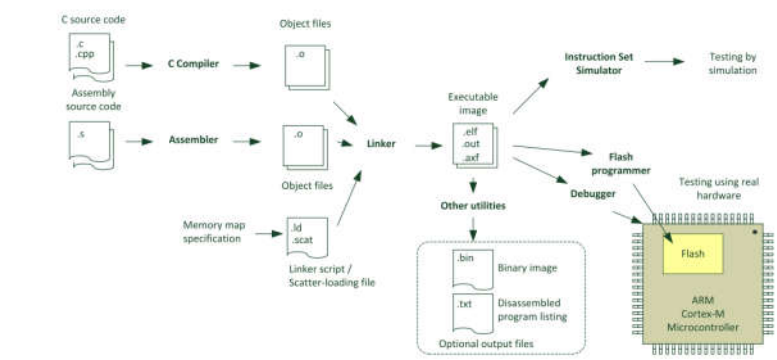 C source code
.c
.cpp
C Compiler
Object files
.o
Assembly
source code
.s
Assembler
.o
Object files
Linker
Memory map
specification
.ld
.scat
Linker script /
Scatter-loading file
Executable
image
.elf
.out
.axf
Instruction Set
Simulator
Testing by
simulation
Flash
programmer
Debugger
Testing using real
hardware
Other utilities
.bin
Binary image
.txt
Disassembled
program listing
Optional output files
Flash
ARM
Cortex-M
Microcontroller